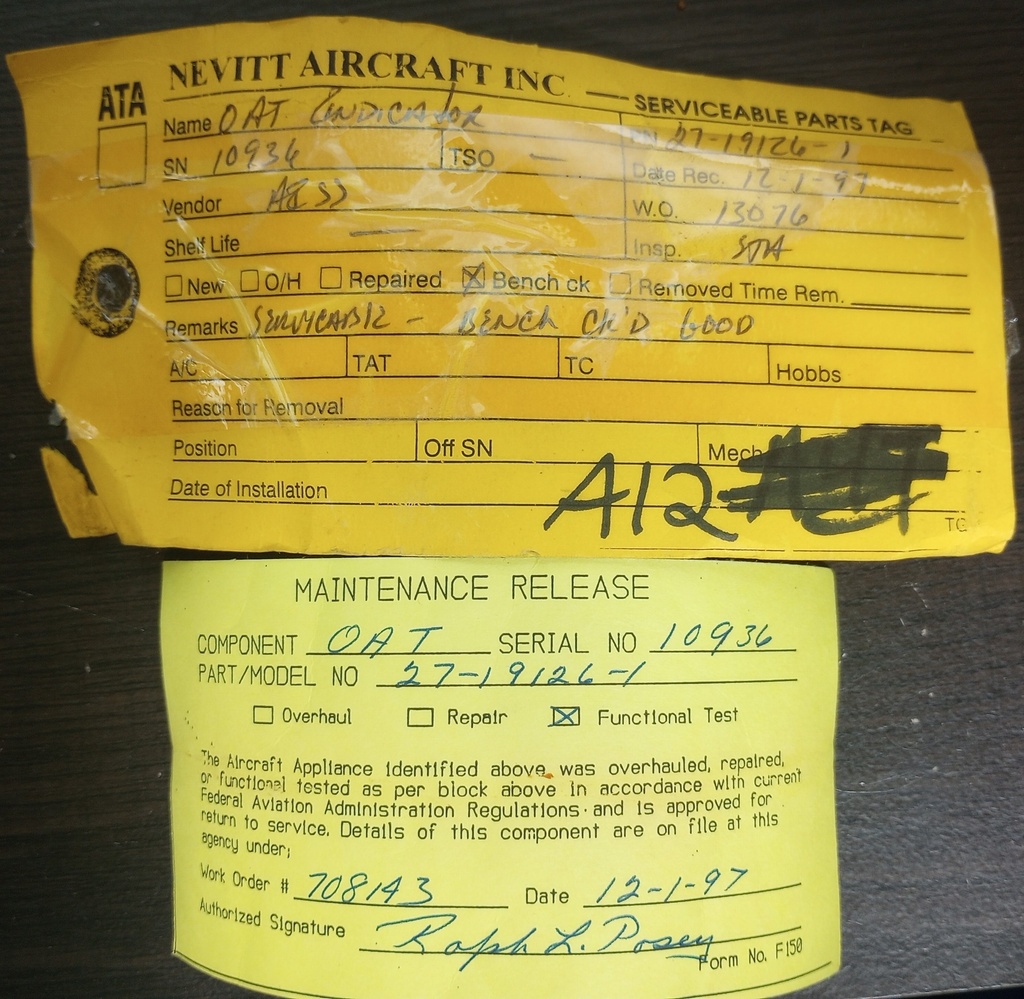 NEVITT AIRCRAFT INC
ATA
SERVICEABLE PARTS TAG
Name OAT INDICATOR
PN 27-19126-1
SN 10936 TSO —
Date Rec. 12-1-97
Vendor
W.O. 13076
Shelf Life —
Insp.
New O/H Repaired Bench ck Removed Time Rem.
Remarks SERVICABLE - BENCH CK'D GOOD
A/C TAT TC Hobbs
Reason for Removal
Position Off SN Mech
Date of Installation
A12
TC
MAINTENANCE RELEASE
COMPONENT OAT SERIAL NO 10936
PART/MODEL NO 27-19126-1
Overhaul Repair Functional Test
The Aircraft Appliance identified above was overhauled, repaired,
or functional tested as per block above in accordance with current
Federal Aviation Administration Regulations and is approved for
return to service. Details of this component are on file at this
agency under;
Work Order # 708143 Date 12-1-97
Authorized Signature Ralph L. Posey
Form No. F150